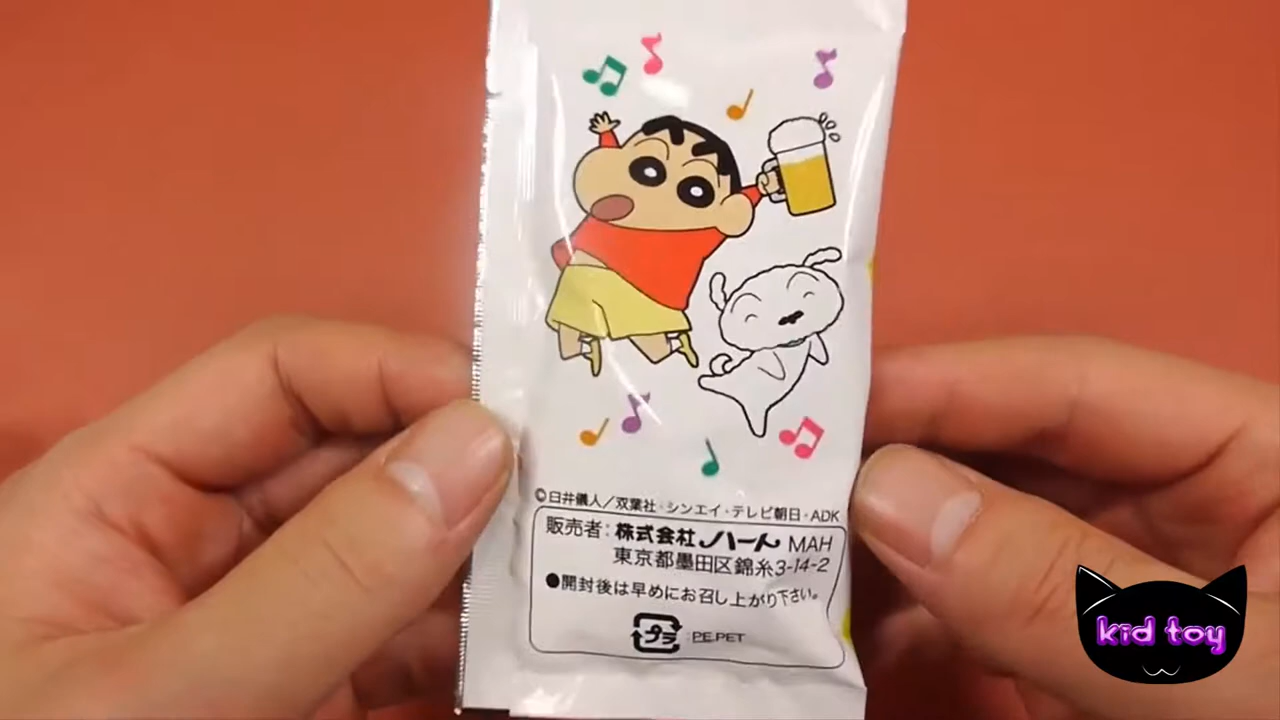 ©臼井儀人/双葉社・シンエイ・テレビ朝日・ADK
販売者：株式会社ハート MAH
東京都墨田区錦糸3-14-2
●開封後は早めにお召し上がり下さい。
プラ : PE.PET
kid toy